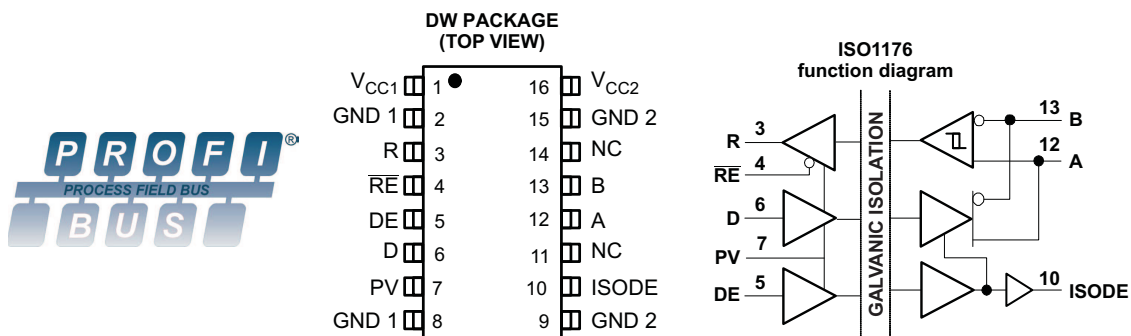 PROFI®
PROCESS FIELD BUS
BUS
DW PACKAGE
(TOP VIEW)
VCC1 1 16 VCC2
GND 1 2 15 GND 2
R 3 14 NC
RE 4 13 B
DE 5 12 A
D 6 11 NC
PV 7 10 ISODE
GND 1 8 9 GND 2
ISO1176
function diagram
GALVANIC ISOLATION
R 3
RE 4
D 6
PV 7
DE 5
13 B
12 A
10 ISODE